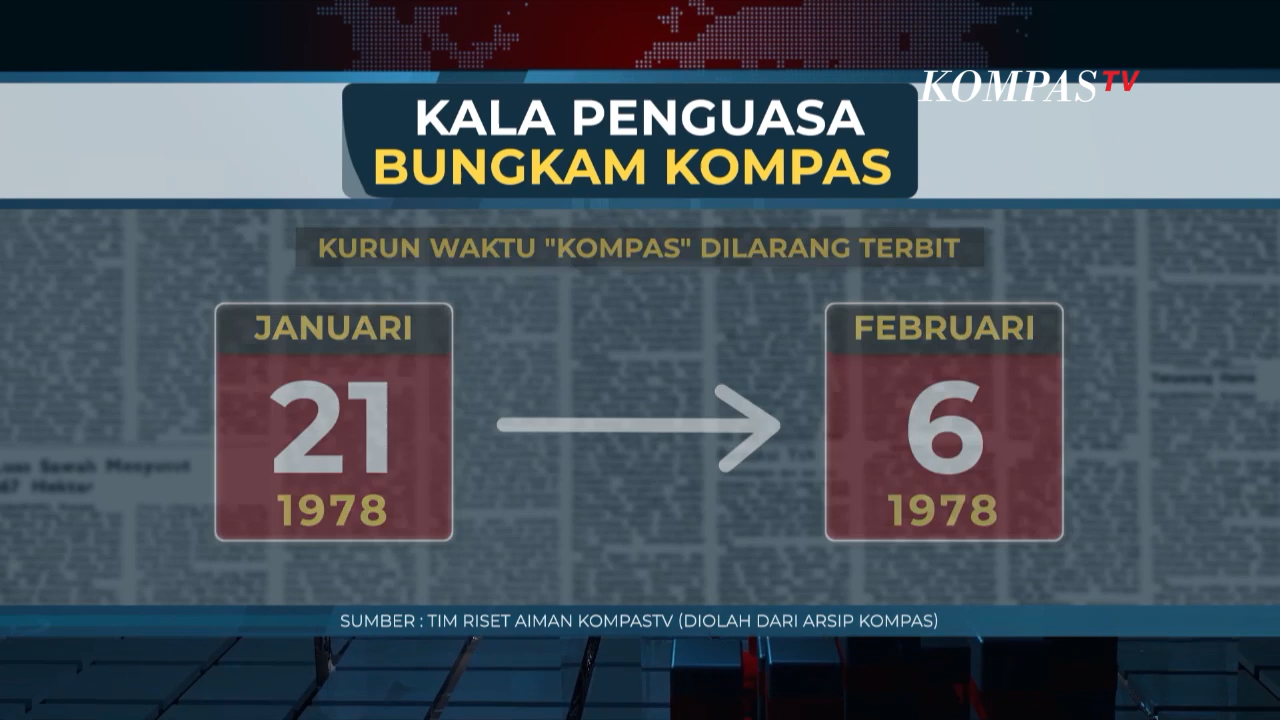 KOMPASTV
KALA PENGUASA
BUNGKAM KOMPAS
KURUN WAKTU "KOMPAS" DILARANG TERBIT
JANUARI
21
1978
FEBRUARI
6
1978
SUMBER : TIM RISET AIMAN KOMPASTV (DIOLAH DARI ARSIP KOMPAS)